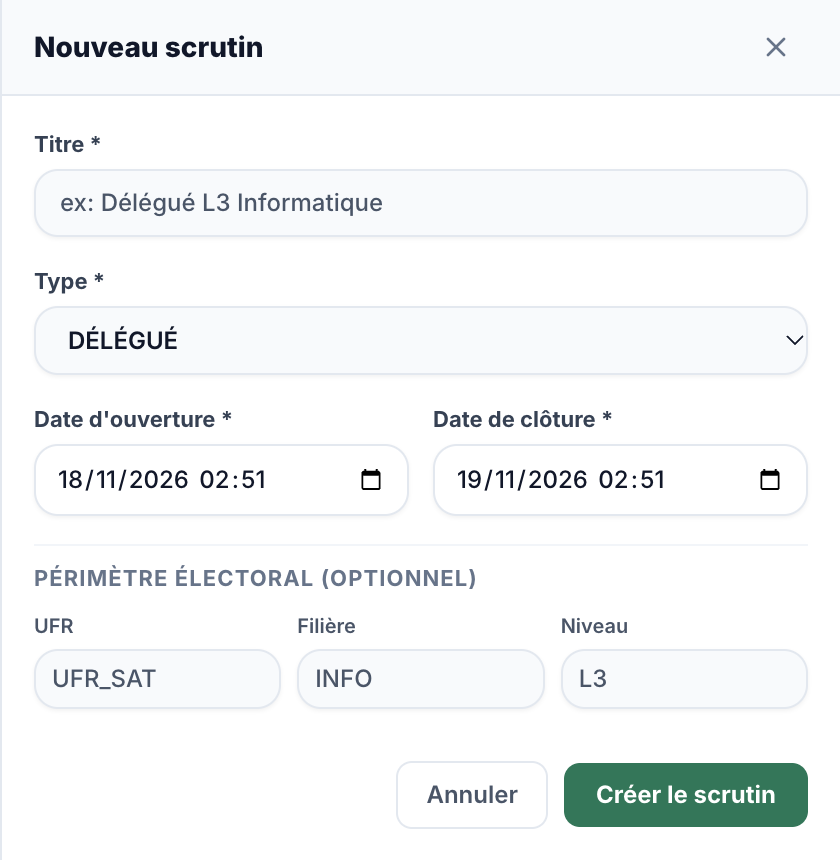 Nouveau scrutin
Titre *
ex: Délégué L3 Informatique
Type *
DÉLÉGUÉ
Date d'ouverture * Date de clôture *
18/11/2026 02:51 19/11/2026 02:51
PÉRIMÈTRE ÉLECTORAL (OPTIONNEL)
UFR Filière Niveau
UFR_SAT INFO L3
Annuler Créer le scrutin